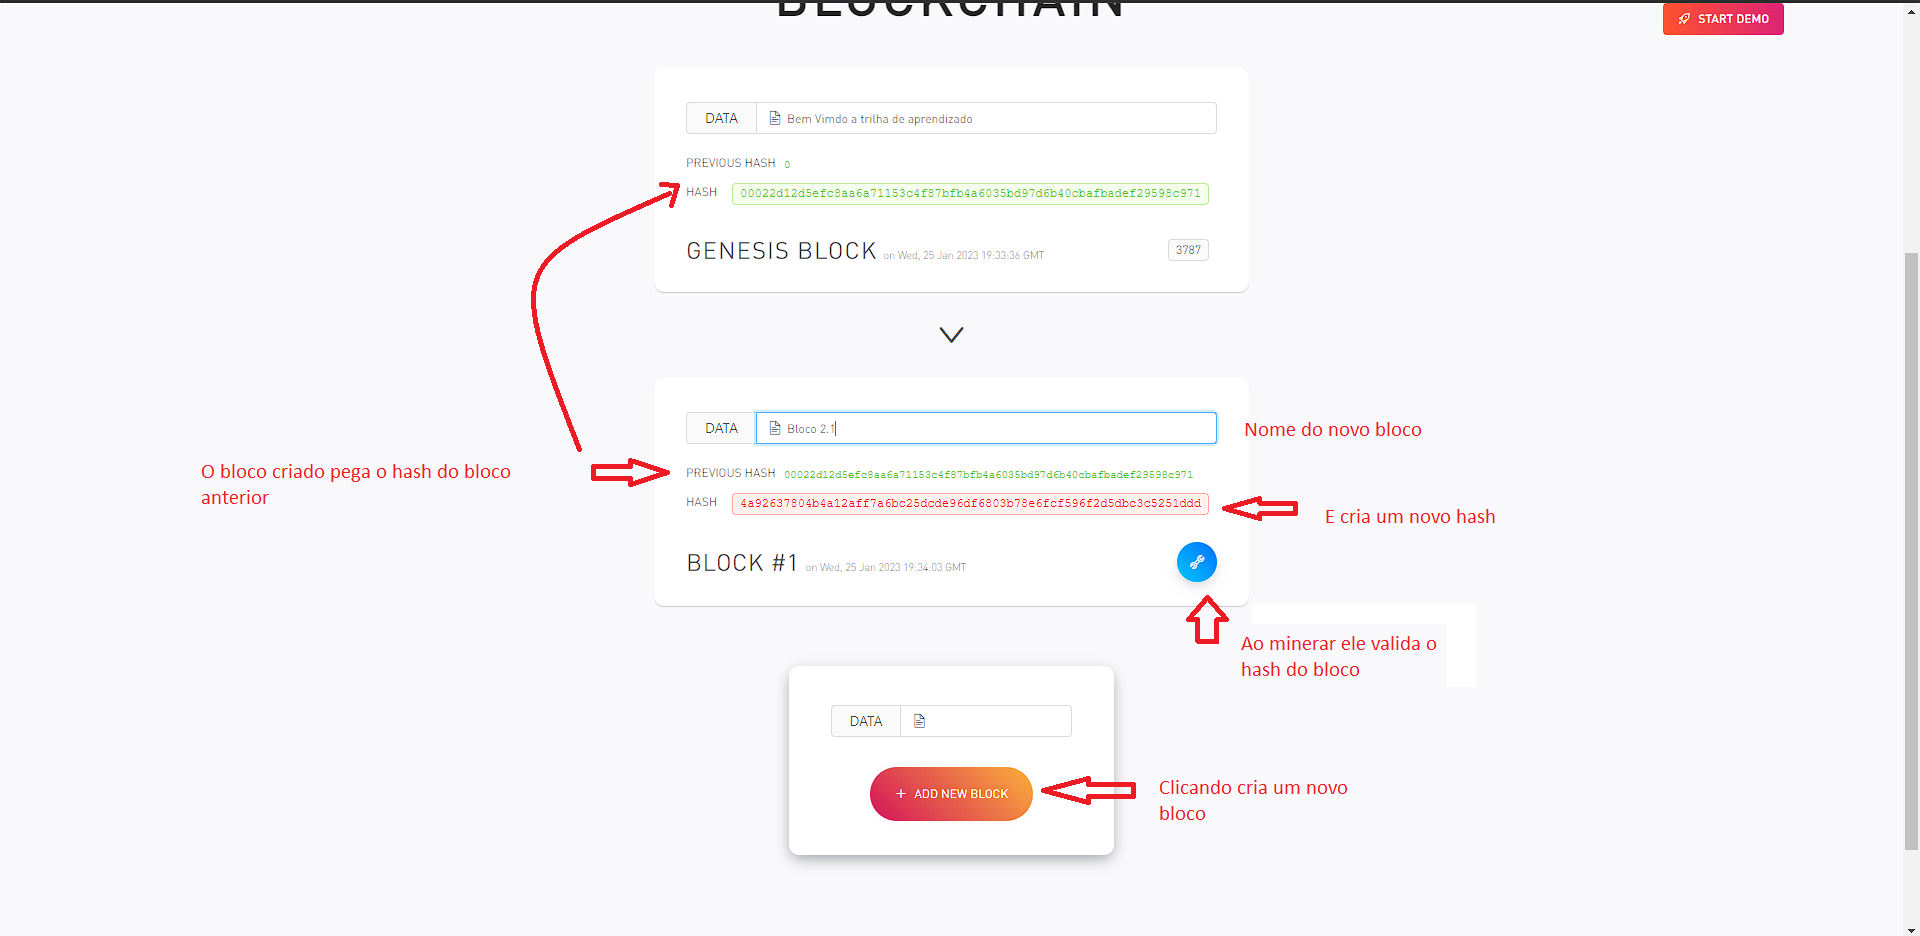 BLOCKCHAIN
START DEMO
DATA
Bem Vimdo a trilha de aprendizado
PREVIOUS HASH 0
HASH 00022d12d5efc8aa6a71153c4f87bfb4a6035bd97d6b40cbafbadef29598c971
GENESIS BLOCK on Wed, 25 Jan 2023 19:33:36 GMT
3787
DATA
Bloco 2.1
Nome do novo bloco
O bloco criado pega o hash do bloco
anterior
PREVIOUS HASH 00022d12d5efc8aa6a71153c4f87bfb4a6035bd97d6b40cbafbadef29598c971
HASH 4a92637804b4a12aff7a6bc25dcde96df6803b78e6fcf596f2d5dbc3c5251ddd
E cria um novo hash
BLOCK #1 on Wed, 25 Jan 2023 19:34:03 GMT
Ao minerar ele valida o
hash do bloco
DATA
+ ADD NEW BLOCK
Clicando cria um novo
bloco